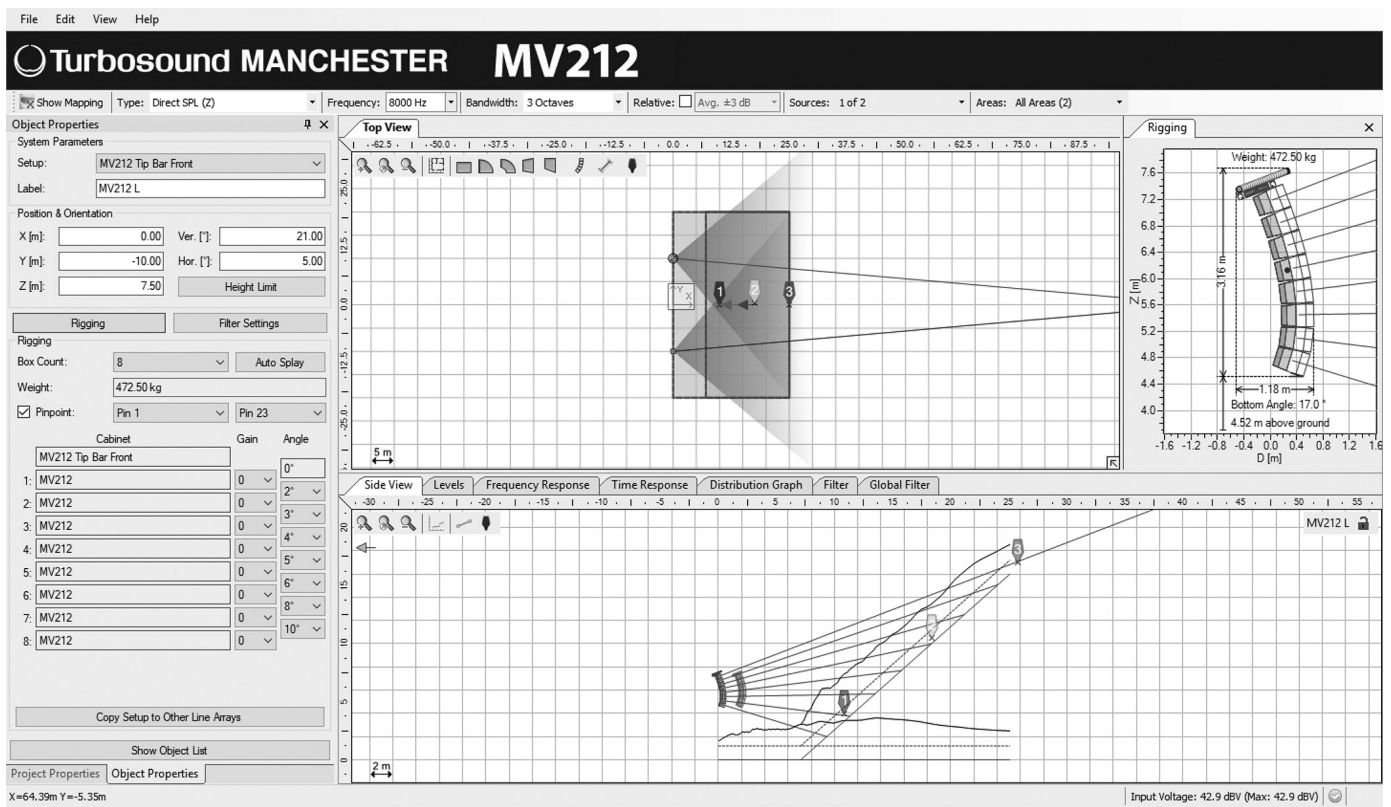 File Edit View Help
Turbosound MANCHESTER MV212
Show Mapping Type: Direct SPL (Z) Frequency: 8000 Hz Bandwidth: 3 Octaves Relative: Avg. ±3 dB Sources: 1 of 2 Areas: All Areas (2)
Object Properties
System Parameters
Setup: MV212 Tip Bar Front
Label: MV212 L
Position & Orientation
X [m]: 0.00 Ver. [°]: 21.00
Y [m]: -10.00 Hor. [°]: 5.00
Z [m]: 7.50 Height Limit
Rigging Filter Settings
Rigging
Box Count: 8 Auto Splay
Weight: 472.50 kg
Pinpoint: Pin 1 Pin 23
Cabinet Gain Angle
MV212 Tip Bar Front
0°
1: MV212 0
2°
2: MV212 0
3°
3: MV212 0
4°
4: MV212 0
5°
5: MV212 0
6°
6: MV212 0
8°
7: MV212 0
10°
8: MV212 0
Copy Setup to Other Line Arrays
Show Object List
Project Properties Object Properties
X=64.39m Y=-5.35m
Top View
-62.5 -50.0 -37.5 -25.0 -12.5 0.0 12.5 25.0 37.5 50.0 62.5 75.0 87.5
25.0
12.5
0.0
-12.5
-25.0
Y
X
1 2 3
5 m
Rigging
Weight: 472.50 kg
7.6
7.2
6.8
6.4
6.0
5.6
5.2
4.8
4.4
4.0
Z [m]
3.16 m
1.18 m
Bottom Angle: 17.0 °
4.52 m above ground
-1.6 -1.2 -0.8 -0.4 0.0 0.4 0.8 1.2 1.6
D [m]
Side View Levels Frequency Response Time Response Distribution Graph Filter Global Filter
-30 -25 -20 -15 -10 -5 0 5 10 15 20 25 30 35 40 45 50 55
MV212 L
20
15
10
5
0
3
2
1
2 m
Input Voltage: 42.9 dBV (Max: 42.9 dBV)